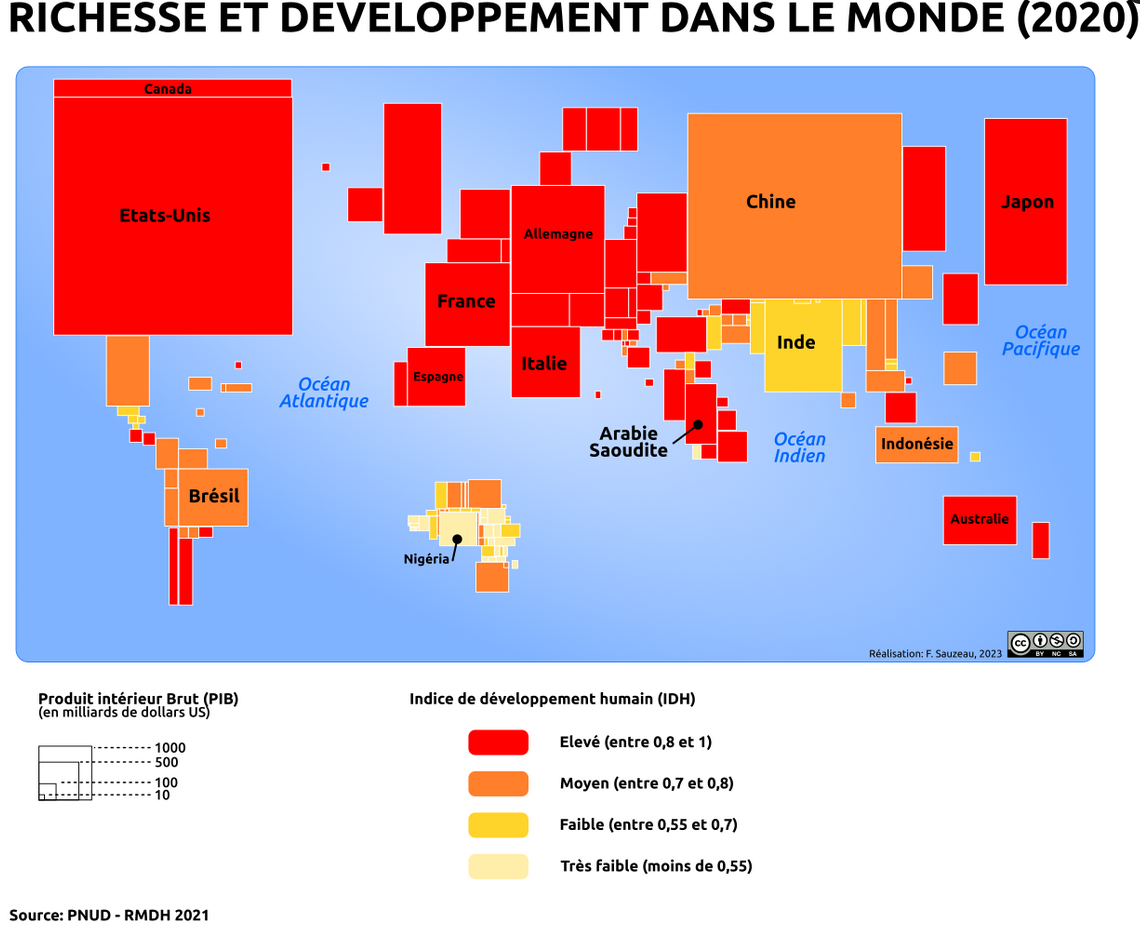 RICHESSE ET DEVELOPPEMENT DANS LE MONDE (2020)
Canada
Etats-Unis
Chine
Japon
Allemagne
France
Océan
Pacifique
Inde
Italie
Espagne
Océan
Atlantique
Arabie
Saoudite
Océan
Indien
Indonésie
Brésil
Australie
Nigéria
Réalisation: F. Sauzeau, 2023
CC BY NC SA
Produit intérieur Brut (PIB)
(en milliards de dollars US)
1000
500
100
10
Indice de développement humain (IDH)
Elevé (entre 0,8 et 1)
Moyen (entre 0,7 et 0,8)
Faible (entre 0,55 et 0,7)
Très faible (moins de 0,55)
Source: PNUD - RMDH 2021